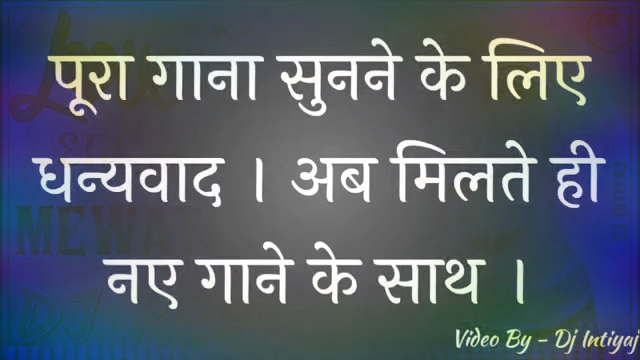 पूरा गाना सुनने के लिए
धन्यवाद । अब मिलते ही
नए गाने के साथ ।
Video By - Dj Intiyaj